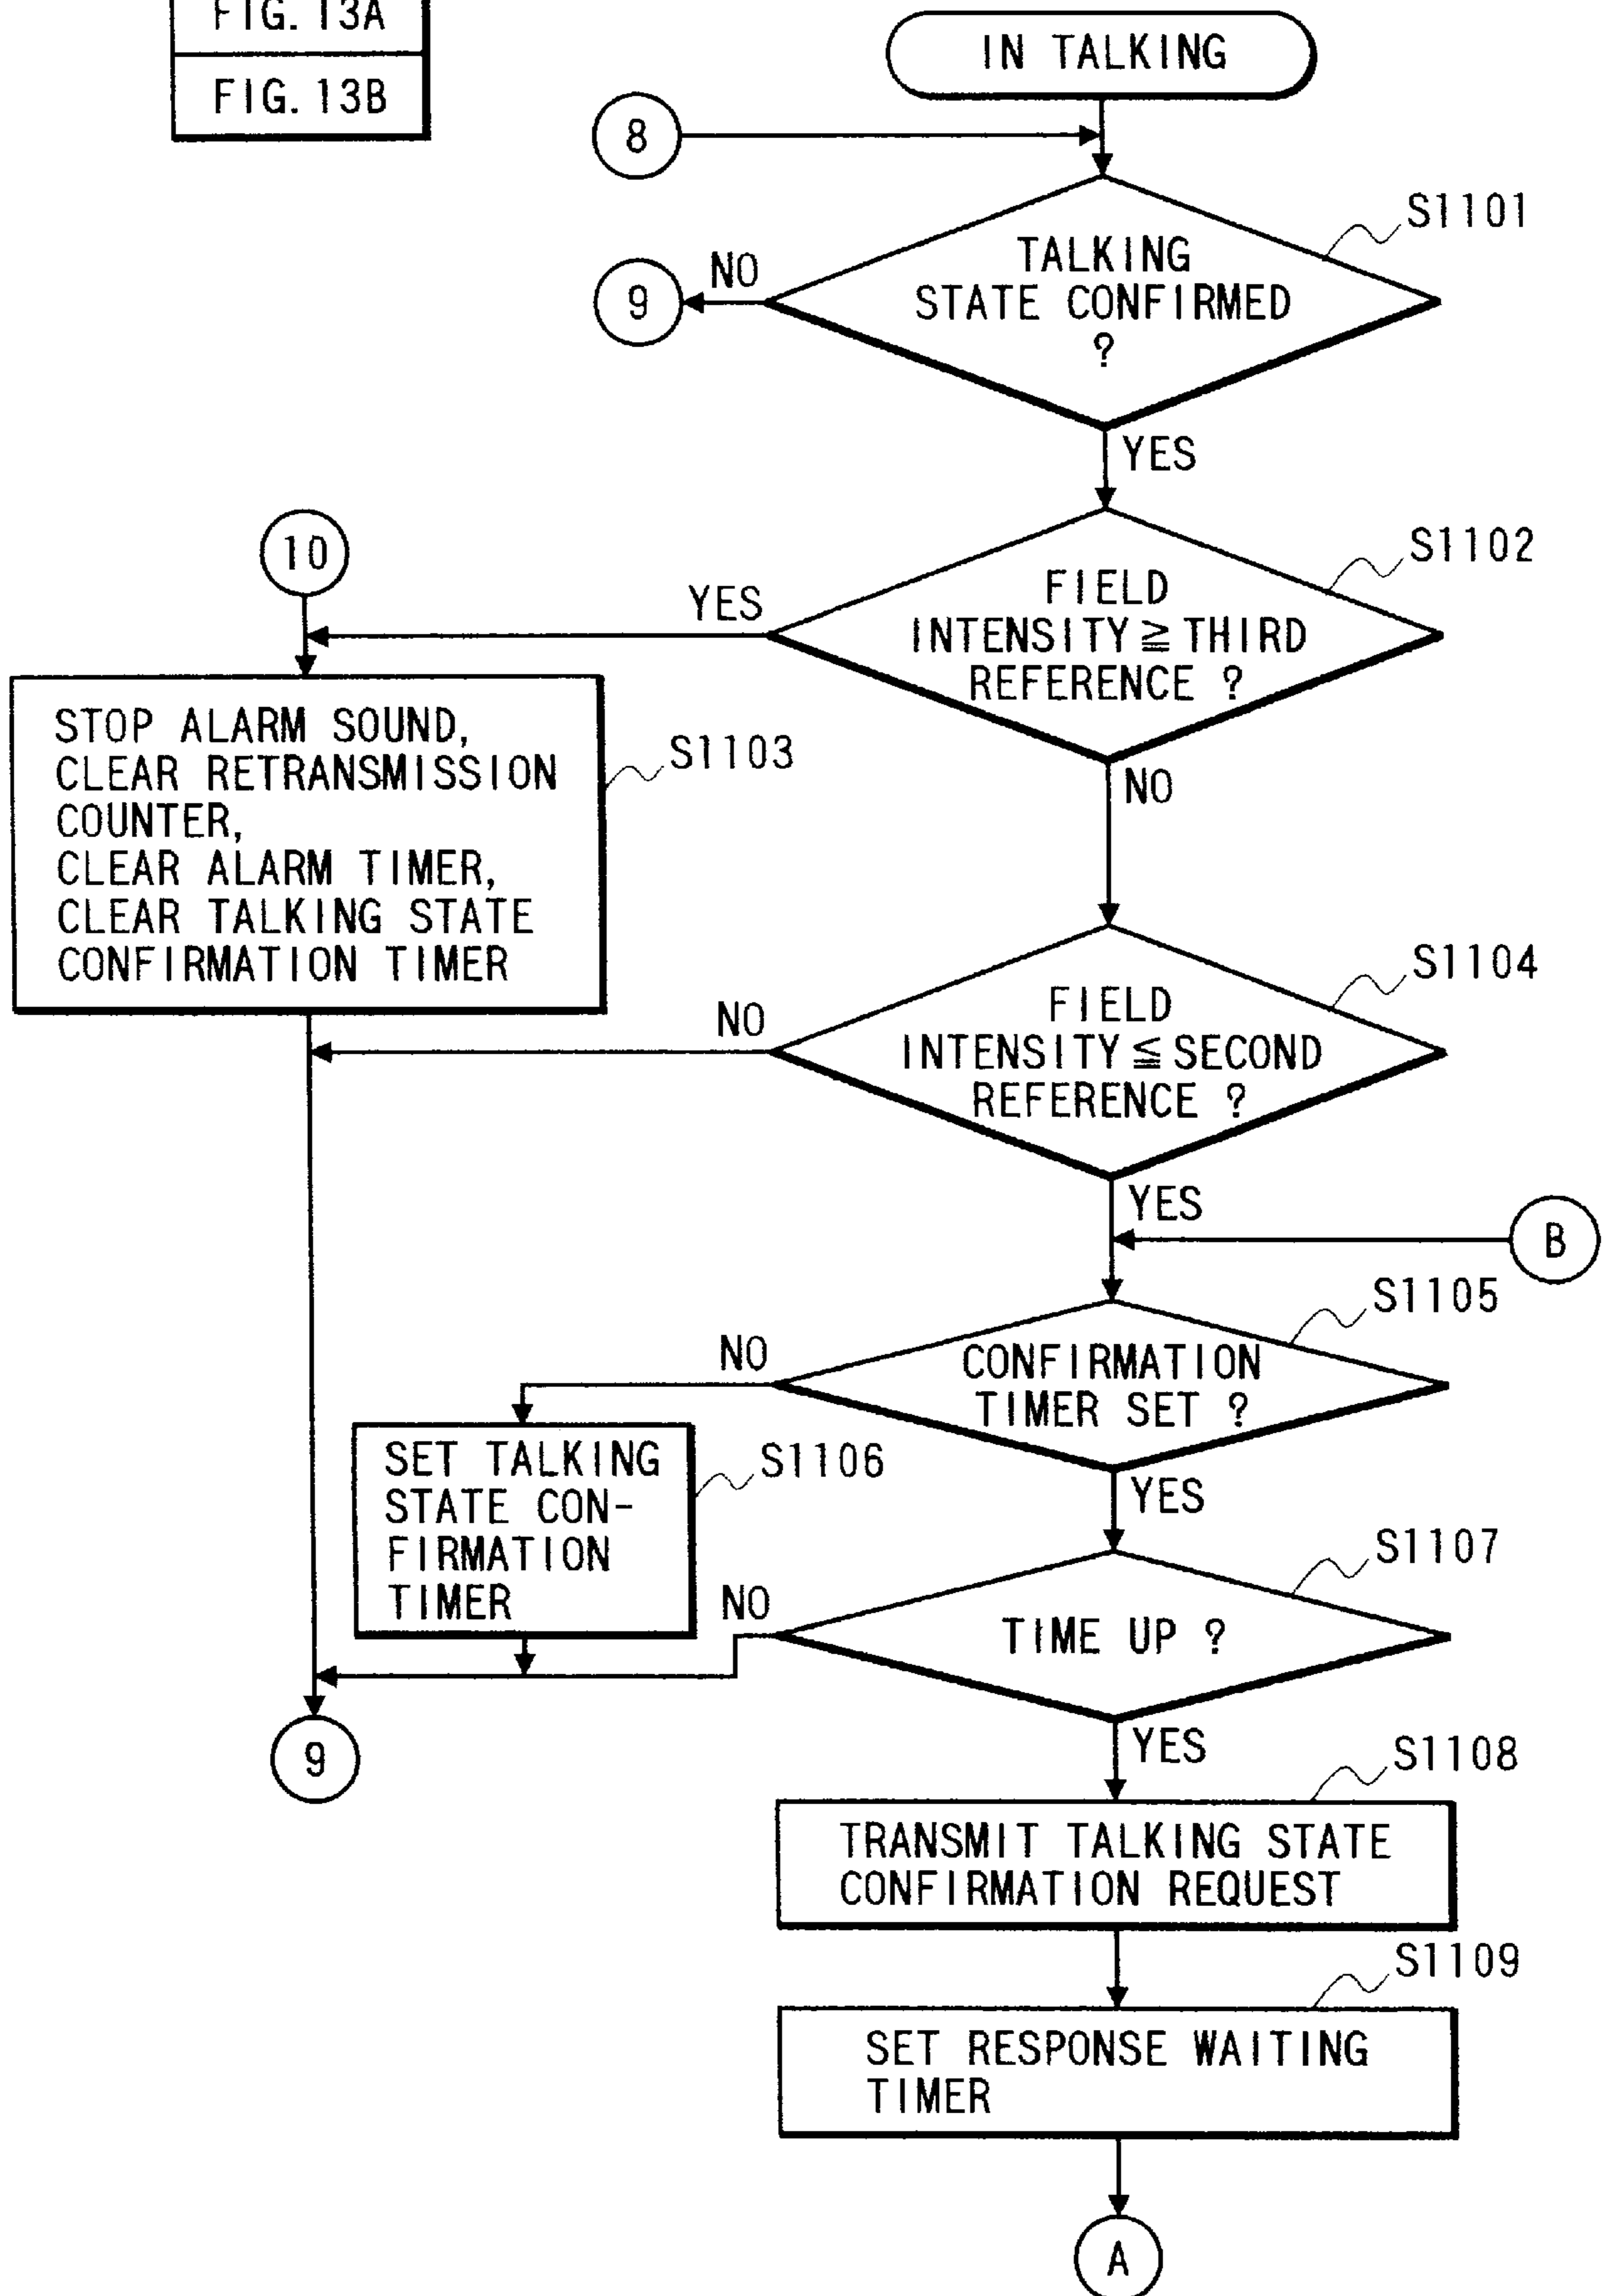 FIG. 13A
FIG. 13B
IN TALKING
8
S1101
TALKING
STATE CONFIRMED
?
NO
9
YES
10
S1102
FIELD
INTENSITY ≧ THIRD
REFERENCE ?
YES
NO
STOP ALARM SOUND,
CLEAR RETRANSMISSION
COUNTER,
CLEAR ALARM TIMER,
CLEAR TALKING STATE
CONFIRMATION TIMER
S1103
S1104
FIELD
INTENSITY ≦ SECOND
REFERENCE ?
NO
YES
B
S1105
CONFIRMATION
TIMER SET ?
NO
YES
SET TALKING
STATE CON-
FIRMATION
TIMER
S1106
S1107
TIME UP ?
NO
YES
9
S1108
TRANSMIT TALKING STATE
CONFIRMATION REQUEST
S1109
SET RESPONSE WAITING
TIMER
A